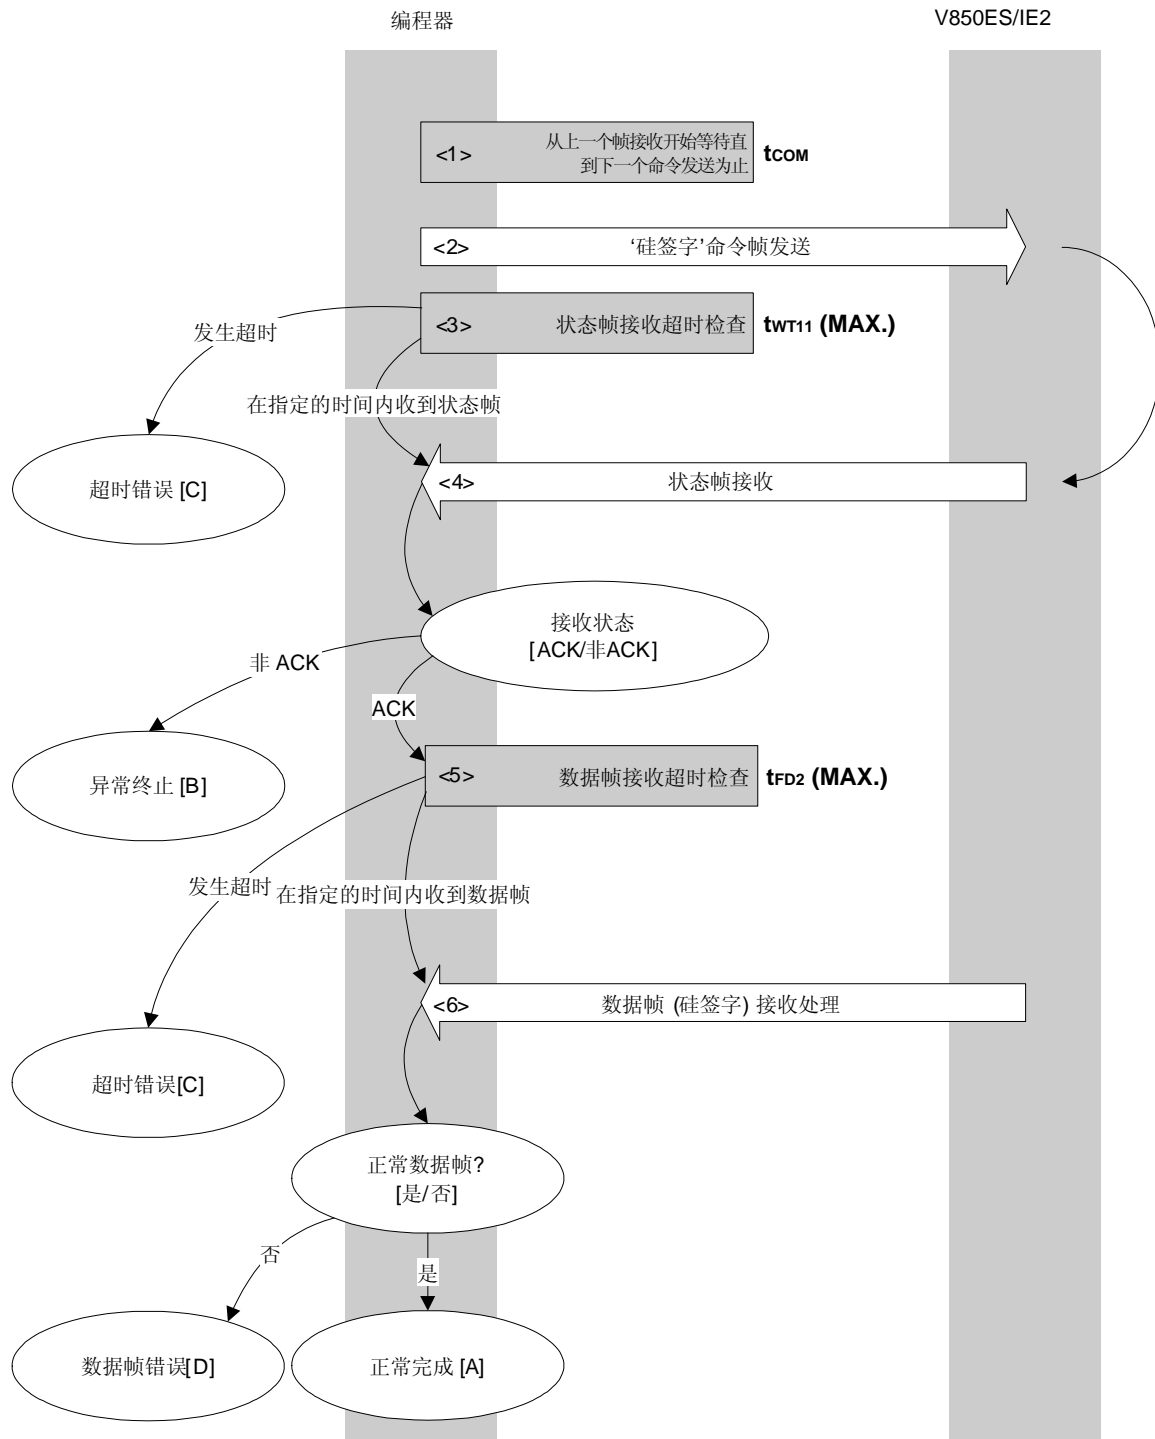 编程器
V850ES/IE2
<1>
从上一个帧接收开始等待直
到下一个命令发送为止
tCOM
<2>
‘硅签字’命令帧发送
<3>
状态帧接收超时检查
tWT11 (MAX.)
发生超时
在指定的时间内收到状态帧
超时错误 [C]
<4>
状态帧接收
接收状态
[ACK/非ACK]
非 ACK
ACK
异常终止 [B]
<5>
数据帧接收超时检查
tFD2 (MAX.)
发生超时
在指定的时间内收到数据帧
<6>
数据帧 (硅签字) 接收处理
超时错误[C]
正常数据帧?
[是/否]
否
是
数据帧错误[D]
正常完成 [A]